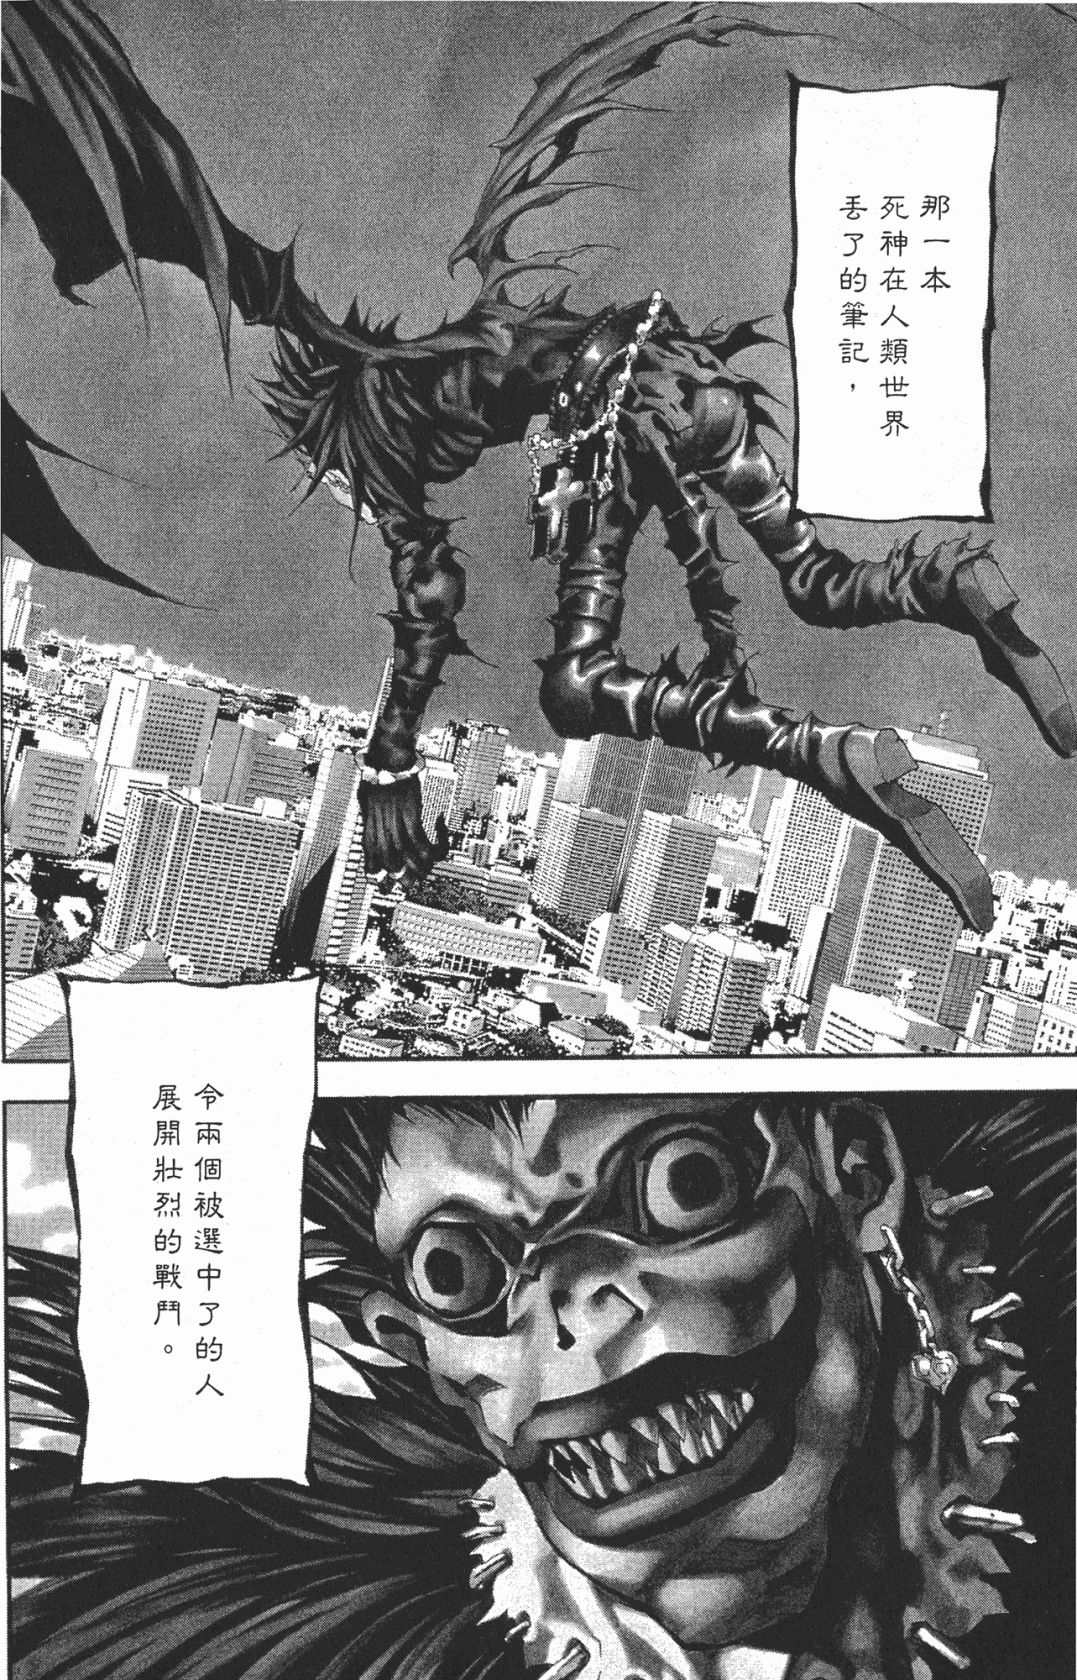 那一本
死神在人類世界
丟了的筆記，
令兩個被選中了的人
展開壯烈的戰鬥。